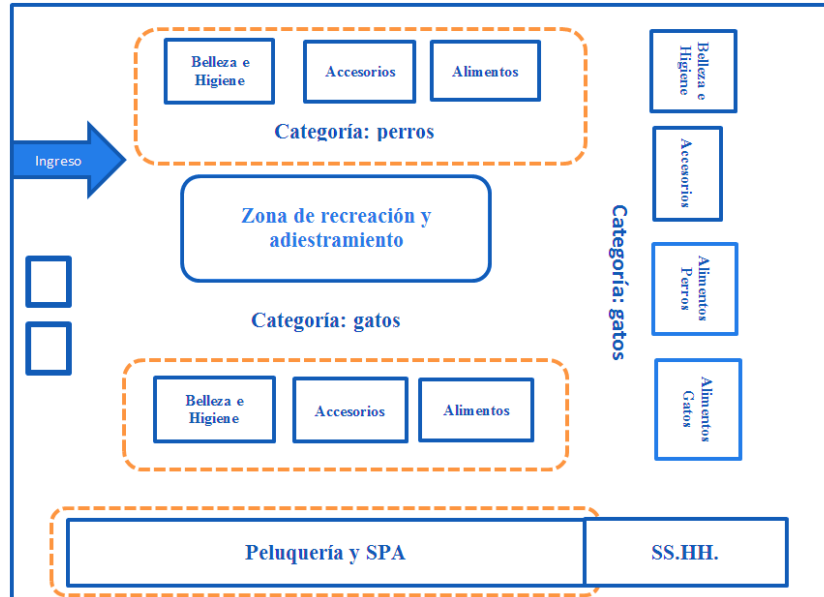 Belleza e
Higiene
Accesorios
Alimentos
Categoría: perros
Ingreso
Zona de recreación y
adiestramiento
Categoría: gatos
Belleza e
Higiene
Accesorios
Alimentos
Belleza e
Higiene
Accesorios
Categoría: gatos
Alimentos
Perros
Alimentos
Gatos
Peluquería y SPA
SS.HH.